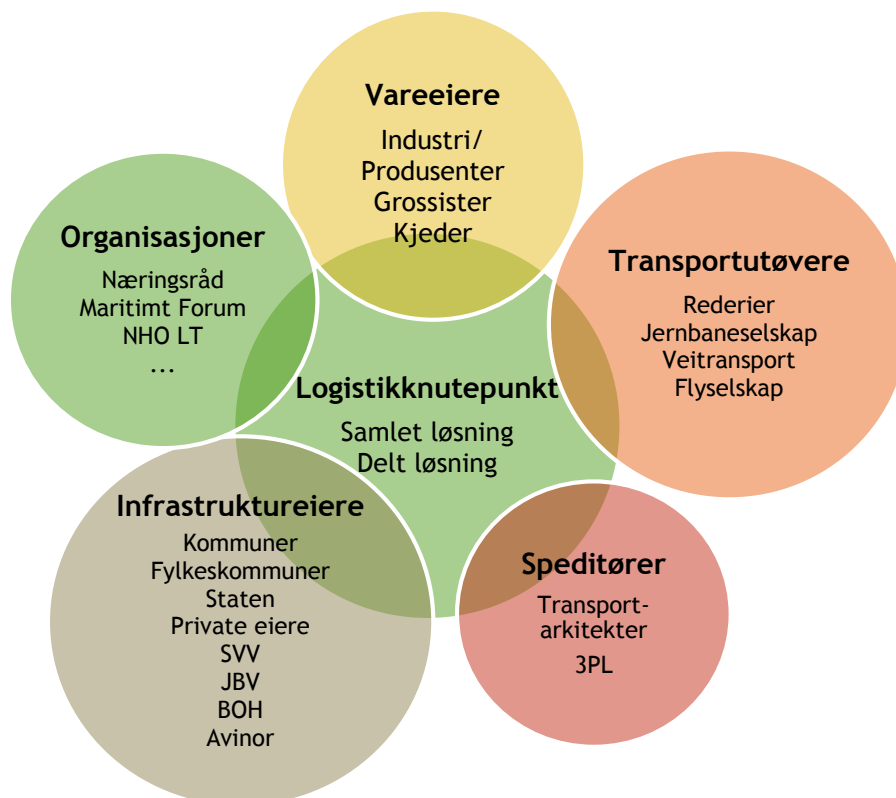 Vareeiere
Industri/
Produsenter
Grossister
Kjeder
Organisasjoner
Næringsråd
Maritimt Forum
NHO LT
...
Transportutøvere
Rederier
Jernbaneselskap
Veitransport
Flyselskap
Logistikknutepunkt
Samlet løsning
Delt løsning
Infrastruktureiere
Kommuner
Fylkeskommuner
Staten
Private eiere
SVV
JBV
BOH
Avinor
Speditører
Transport-
arkitekter
3PL